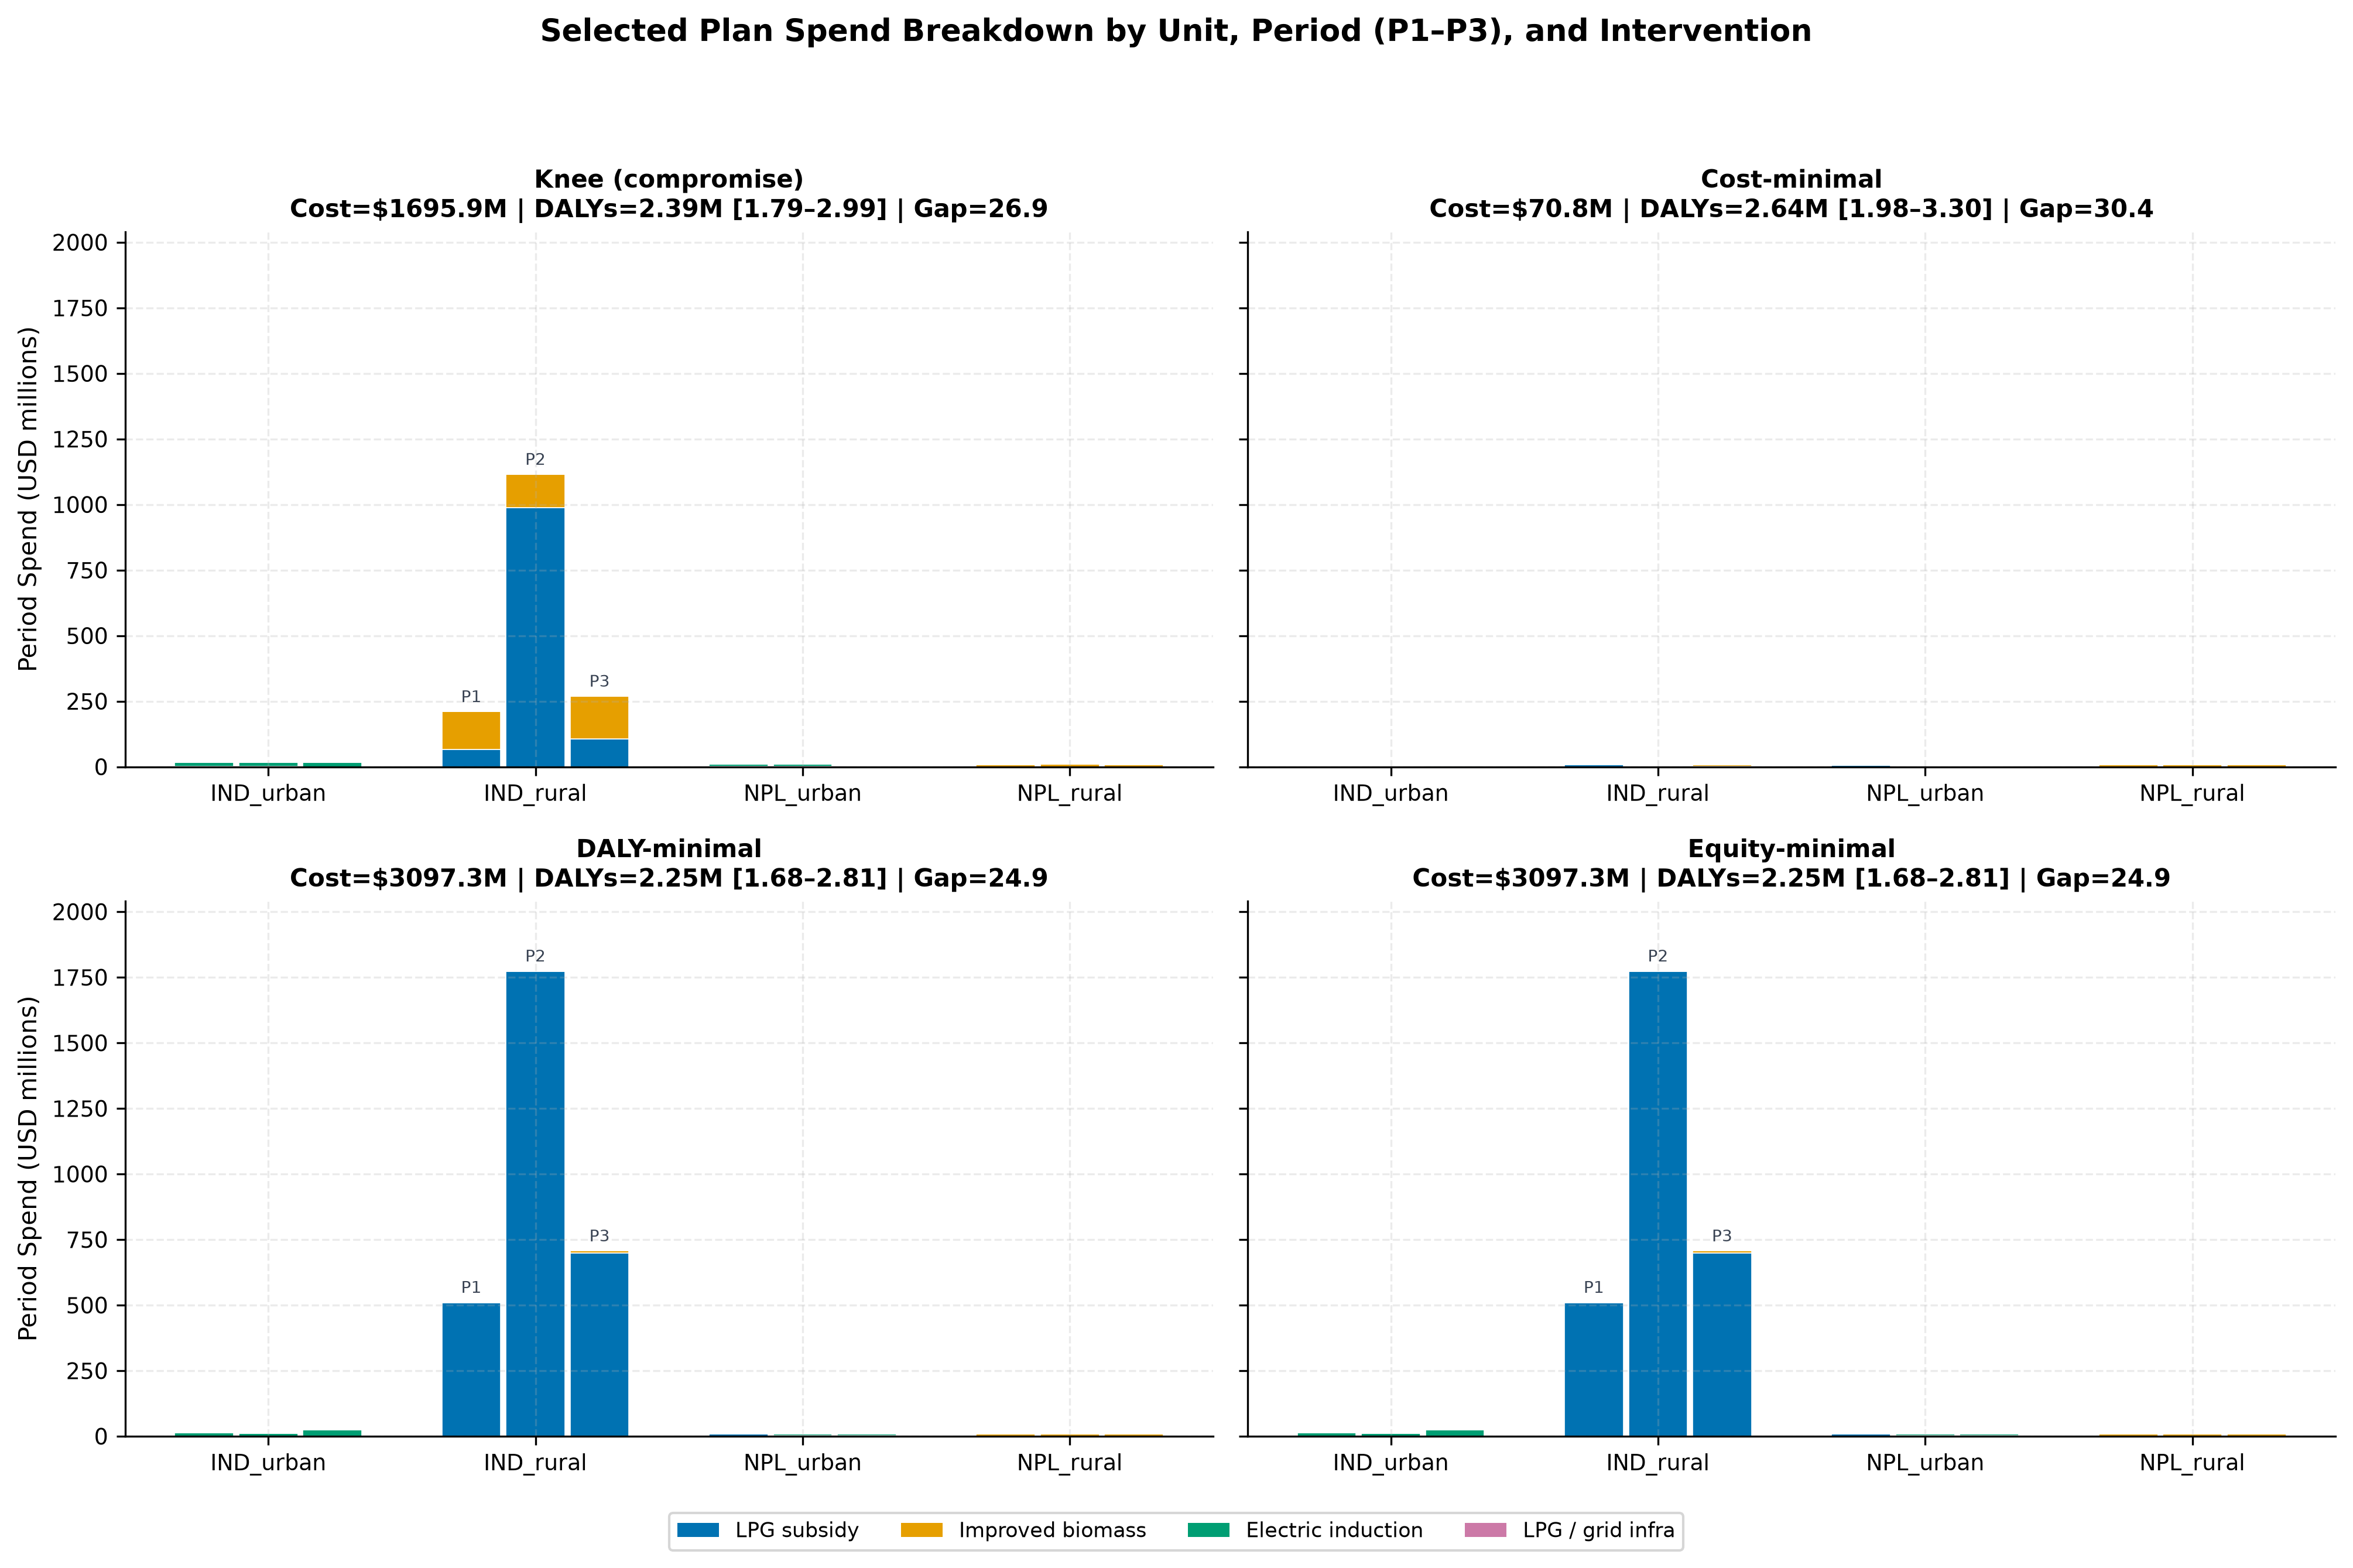 Selected Plan Spend Breakdown by Unit, Period (P1–P3), and Intervention
Knee (compromise)
Cost=$1695.9M | DALYs=2.39M [1.79–2.99] | Gap=26.9
Period Spend (USD millions)
2000
1750
1500
1250
1000
750
500
250
0
P1
P2
P3
IND_urban
IND_rural
NPL_urban
NPL_rural
Cost-minimal
Cost=$70.8M | DALYs=2.64M [1.98–3.30] | Gap=30.4
IND_urban
IND_rural
NPL_urban
NPL_rural
DALY-minimal
Cost=$3097.3M | DALYs=2.25M [1.68–2.81] | Gap=24.9
Period Spend (USD millions)
2000
1750
1500
1250
1000
750
500
250
0
P1
P2
P3
IND_urban
IND_rural
NPL_urban
NPL_rural
Equity-minimal
Cost=$3097.3M | DALYs=2.25M [1.68–2.81] | Gap=24.9
P1
P2
P3
IND_urban
IND_rural
NPL_urban
NPL_rural
LPG subsidy
Improved biomass
Electric induction
LPG / grid infra